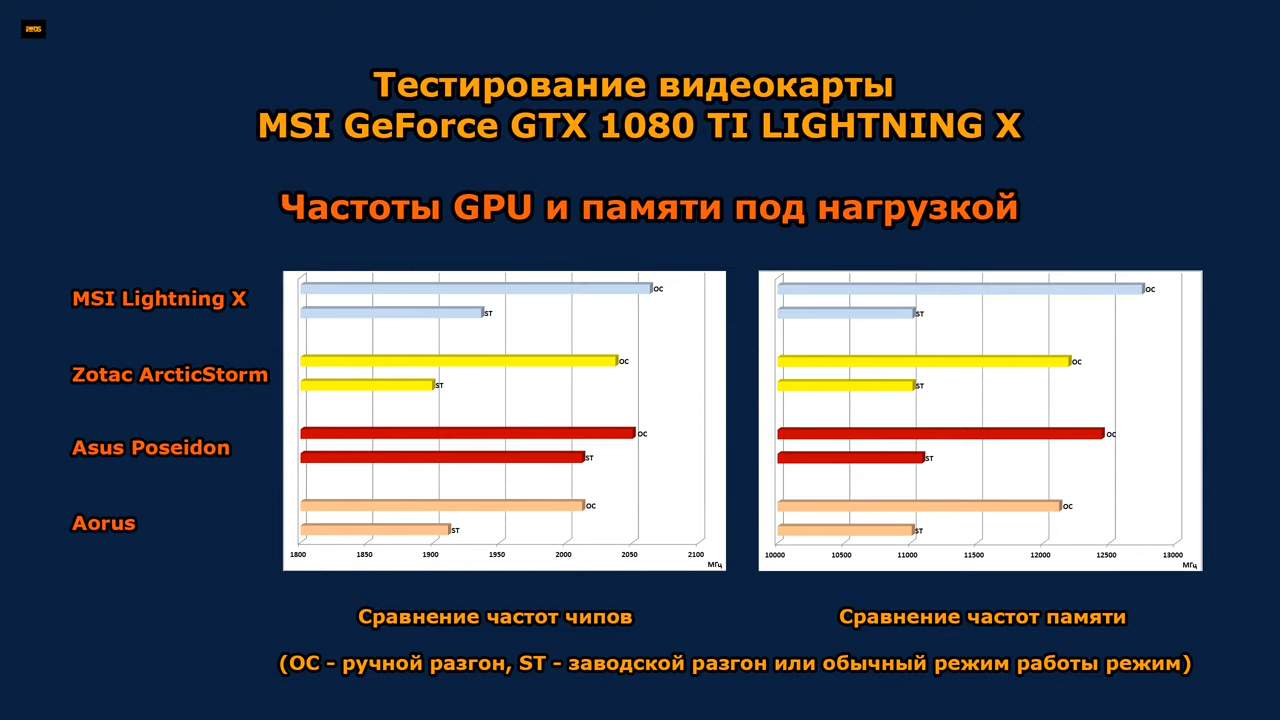 Тестирование видеокарты
MSI GeForce GTX 1080 TI LIGHTNING X
Частоты GPU и памяти под нагрузкой
MSI Lightning X
Zotac ArcticStorm
Asus Poseidon
Aorus
OC
ST
OC
ST
OC
ST
OC
ST
1800 1850 1900 1950 2000 2050 2100
МГц
OC
ST
OC
ST
OC
ST
OC
ST
10000 10500 11000 11500 12000 12500 13000
МГц
Сравнение частот чипов
Сравнение частот памяти
(OC - ручной разгон, ST - заводской разгон или обычный режим работы режим)